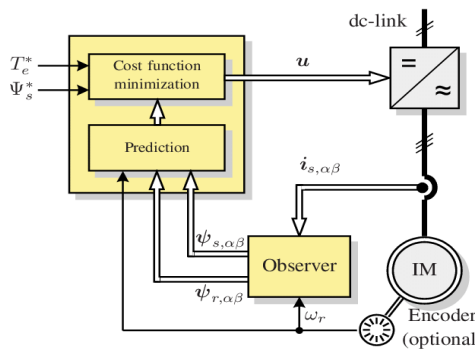 dc-link
T_e^*
Ψ_s^*
Cost function
minimization
u
=
≈
Prediction
i_{s,αβ}
ψ_{s,αβ}
ψ_{r,αβ}
Observer
IM
ω_r
Encoder
(optional)